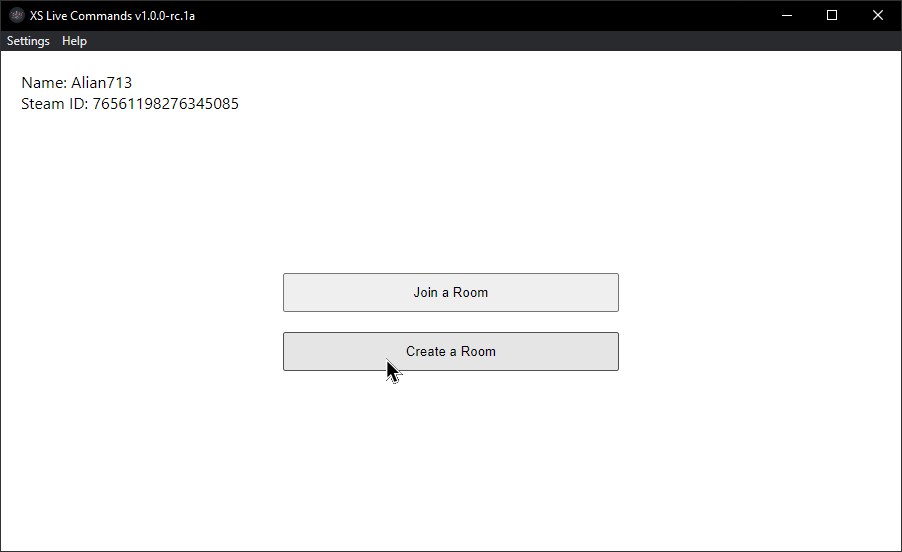 XS Live Commands v1.0.0-rc.1a
Settings Help
Name: Alian713
Steam ID: 76561198276345085
Join a Room
Create a Room